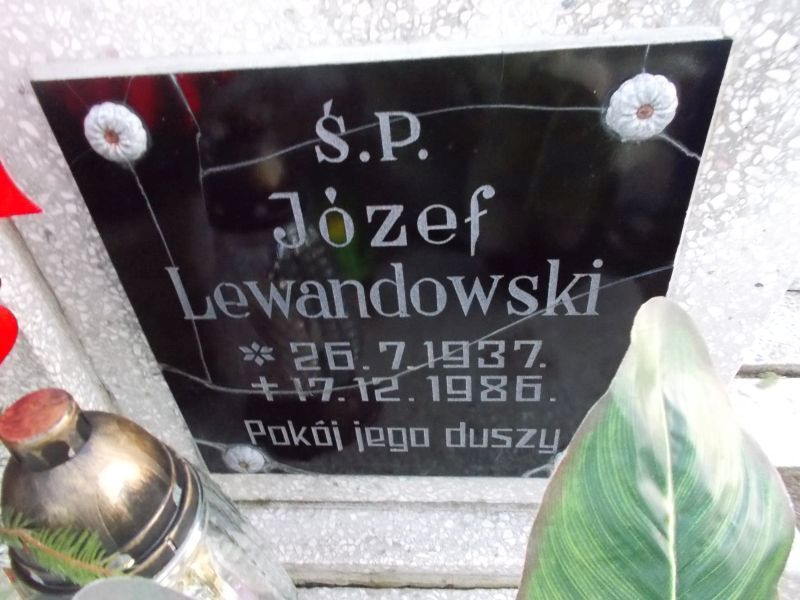 Ś.P.
Józef
Lewandowski
* 26.7.1937.
+ 17.12.1986.
Pokój jego duszy